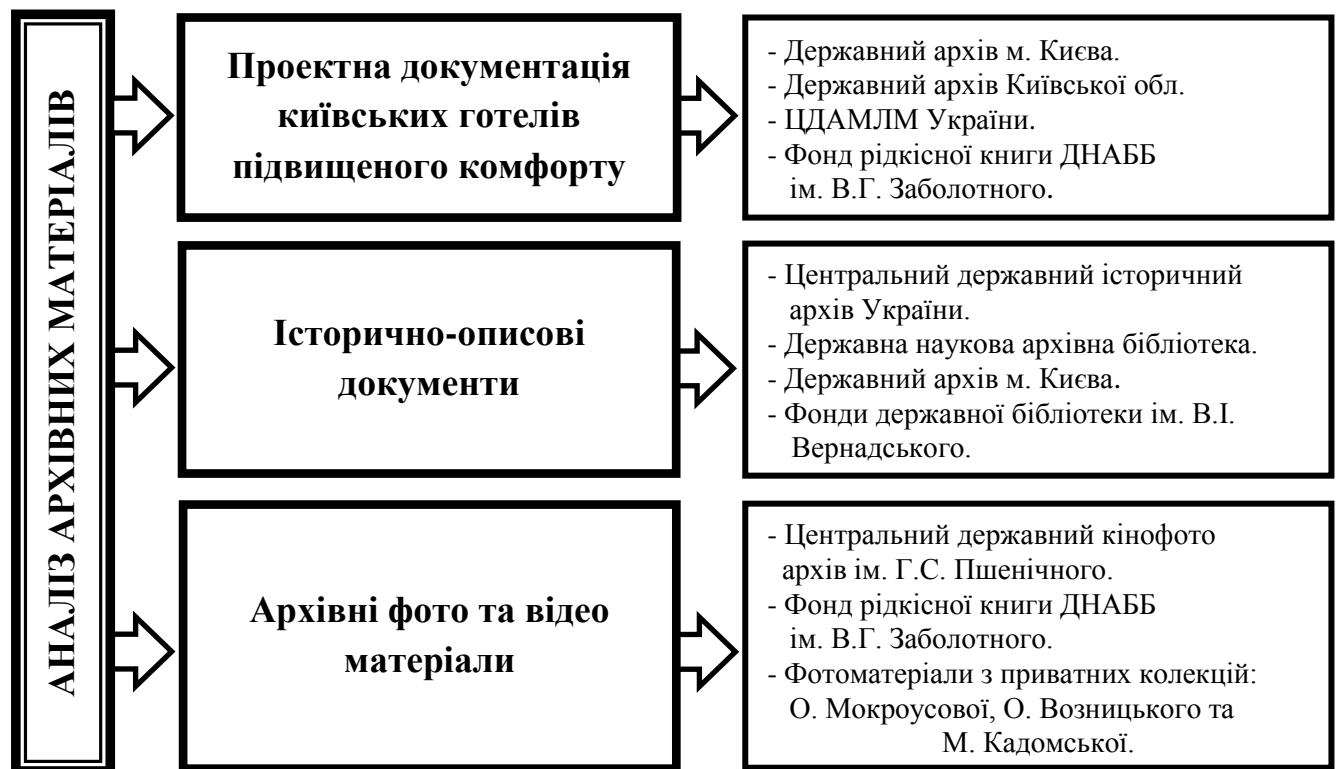 АНАЛІЗ АРХІВНИХ МАТЕРІАЛІВ
Проектна документація
київських готелів
підвищеного комфорту
- Державний архів м. Києва.
- Державний архів Київської обл.
- ЦДАМЛМ України.
- Фонд рідкісної книги ДНАББ
ім. В.Г. Заболотного.
Історично-описові
документи
- Центральний державний історичний
архів України.
- Державна наукова архівна бібліотека.
- Державний архів м. Києва.
- Фонди державної бібліотеки ім. В.І.
Вернадського.
Архівні фото та відео
матеріали
- Центральний державний кінофото
архів ім. Г.С. Пшенічного.
- Фонд рідкісної книги ДНАББ
ім. В.Г. Заболотного.
- Фотоматеріали з приватних колекцій:
О. Мокроусової, О. Возницького та
М. Кадомської.